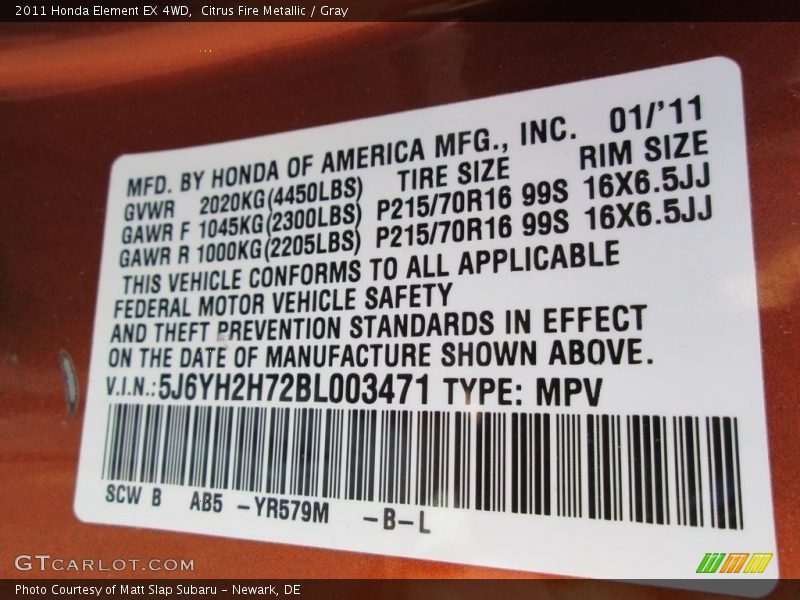 2011 Honda Element EX 4WD,  Citrus Fire Metallic / Gray
MFD. BY HONDA OF AMERICA MFG., INC. 01/'11
GVWR 2020KG(4450LBS) TIRE SIZE RIM SIZE
GAWR F 1045KG(2300LBS) P215/70R16 99S 16X6.5JJ
GAWR R 1000KG(2205LBS) P215/70R16 99S 16X6.5JJ
THIS VEHICLE CONFORMS TO ALL APPLICABLE
FEDERAL MOTOR VEHICLE SAFETY
AND THEFT PREVENTION STANDARDS IN EFFECT
ON THE DATE OF MANUFACTURE SHOWN ABOVE.
V.I.N.:5J6YH2H72BL003471 TYPE: MPV
SCW B AB5 -YR579M -B-L
GTCARLOT.COM
Photo Courtesy of Matt Slap Subaru - Newark, DE